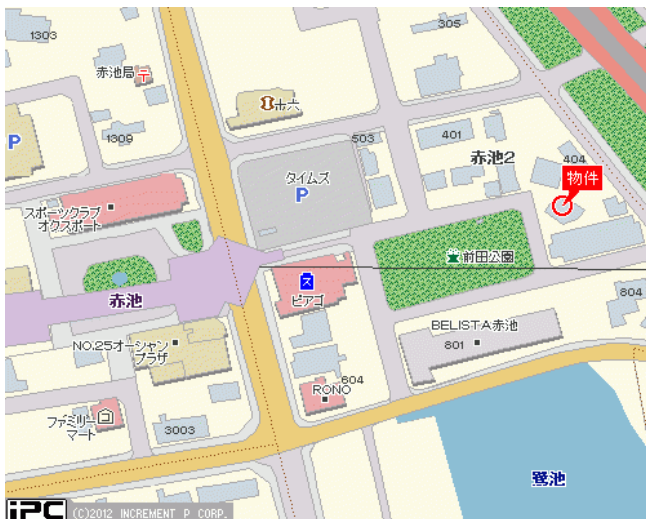 1303
305
赤池局
十六
P
1309
503
401
赤池2
404
物件
タイムズ
P
スポーツクラブ
オクスポート
前田公園
赤池
ピアゴ
BELISTA赤池
801
804
NO.25オーシャン
プラザ
604
RONO
ファミリー
マート
3003
鷺池
iPC (C)2012 INCREMENT P CORP.